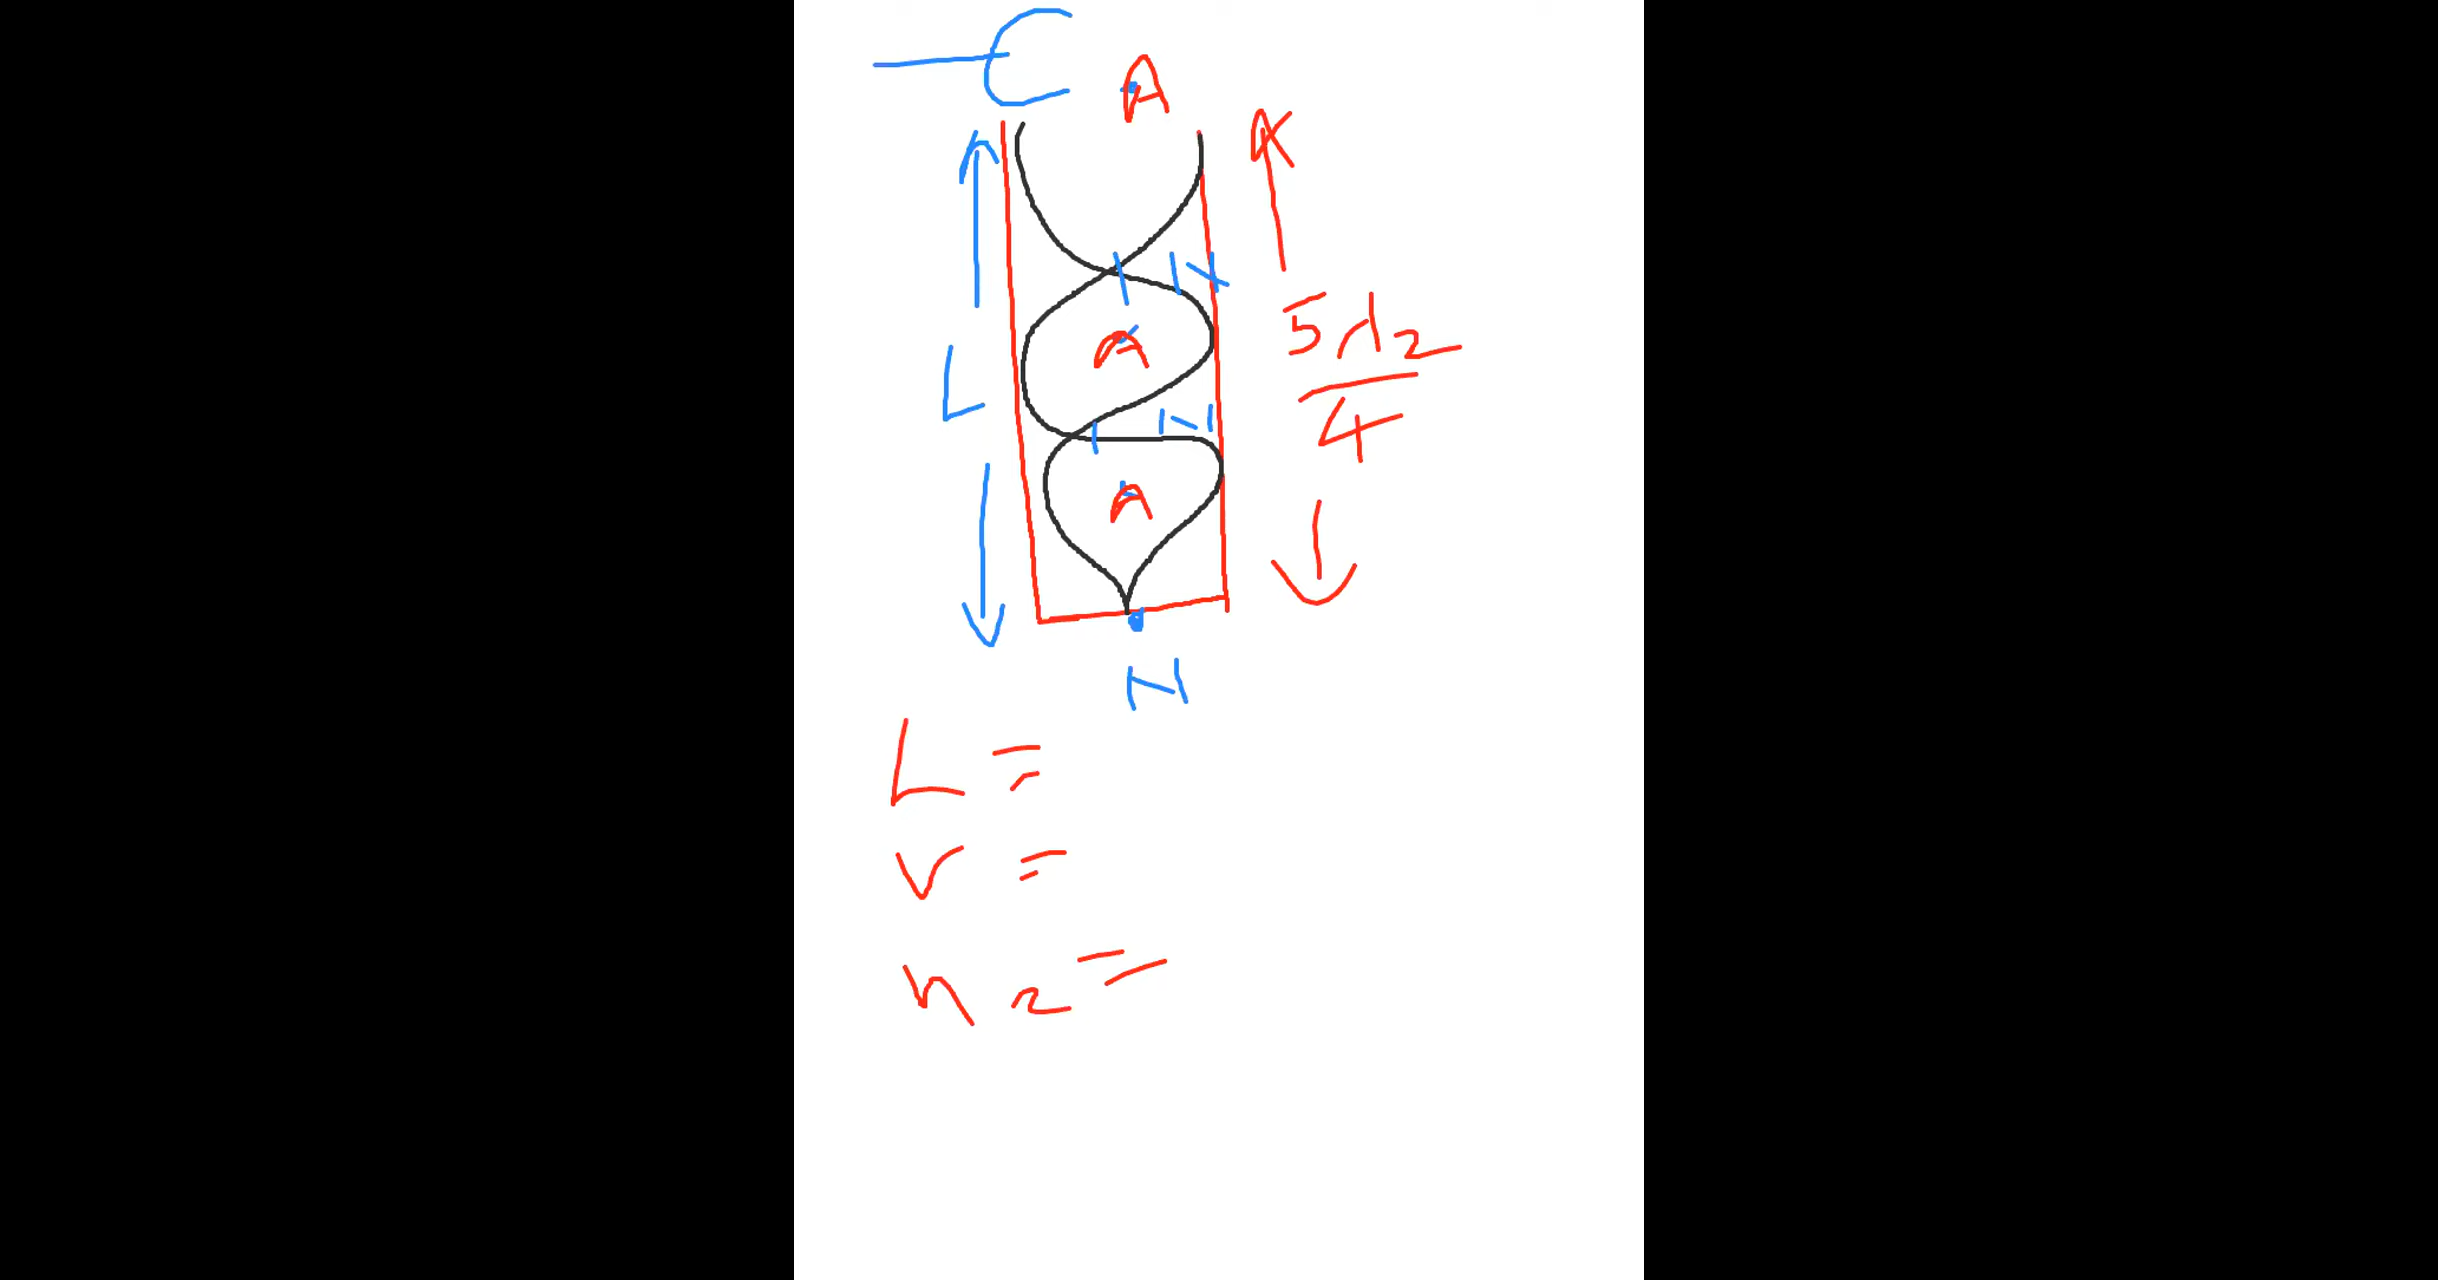 A
N
A
5λ₂/4
L
N
A
N
L =
v =
n₂ =